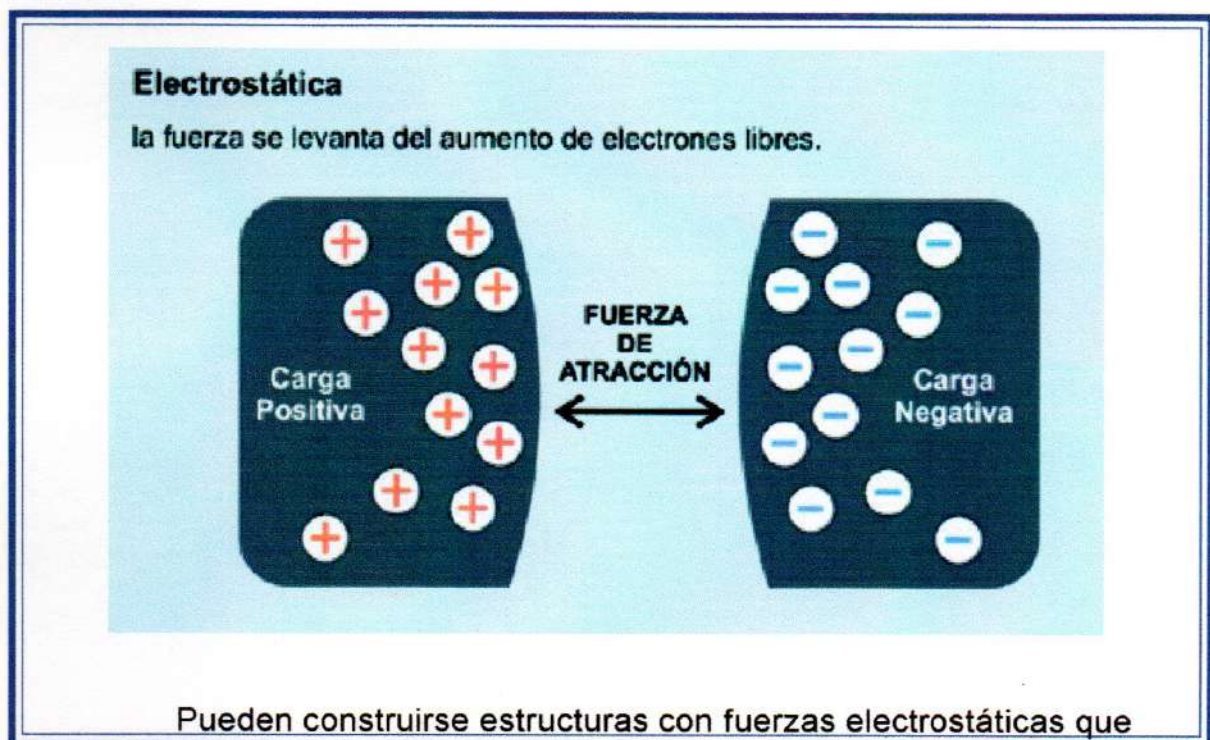 Electrostática
la fuerza se levanta del aumento de electrones libres.
FUERZA
DE
ATRACCIÓN
Carga
Positiva
Carga
Negativa
Pueden construirse estructuras con fuerzas electrostáticas que